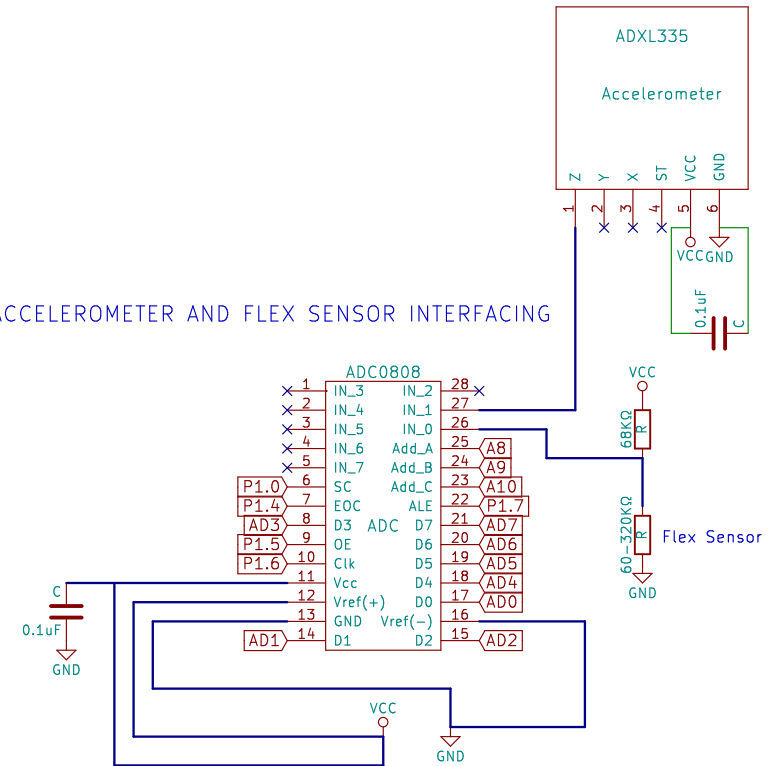 ADXL335
Accelerometer
Z Y X ST VCC GND
1 2 3 4 5 6
VCC GND
0.1uF C
ACCELEROMETER AND FLEX SENSOR INTERFACING
ADC0808
VCC
1 IN_3 IN_2 28
2 IN_4 IN_1 27
3 IN_5 IN_0 26
68KΩ R
4 IN_6 Add_A 25 A8
5 IN_7 Add_B 24 A9
P1.0 6 SC Add_C 23 A10
P1.4 7 EOC ALE 22 P1.7
AD3 8 D3 ADC D7 21 AD7
60-320KΩ R Flex Sensor
P1.5 9 OE D6 20 AD6
P1.6 10 Clk D5 19 AD5
11 Vcc D4 18 AD4
GND
12 Vref(+) D0 17 AD0
13 GND Vref(-) 16
AD1 14 D1 D2 15 AD2
C
0.1uF
GND
VCC
GND